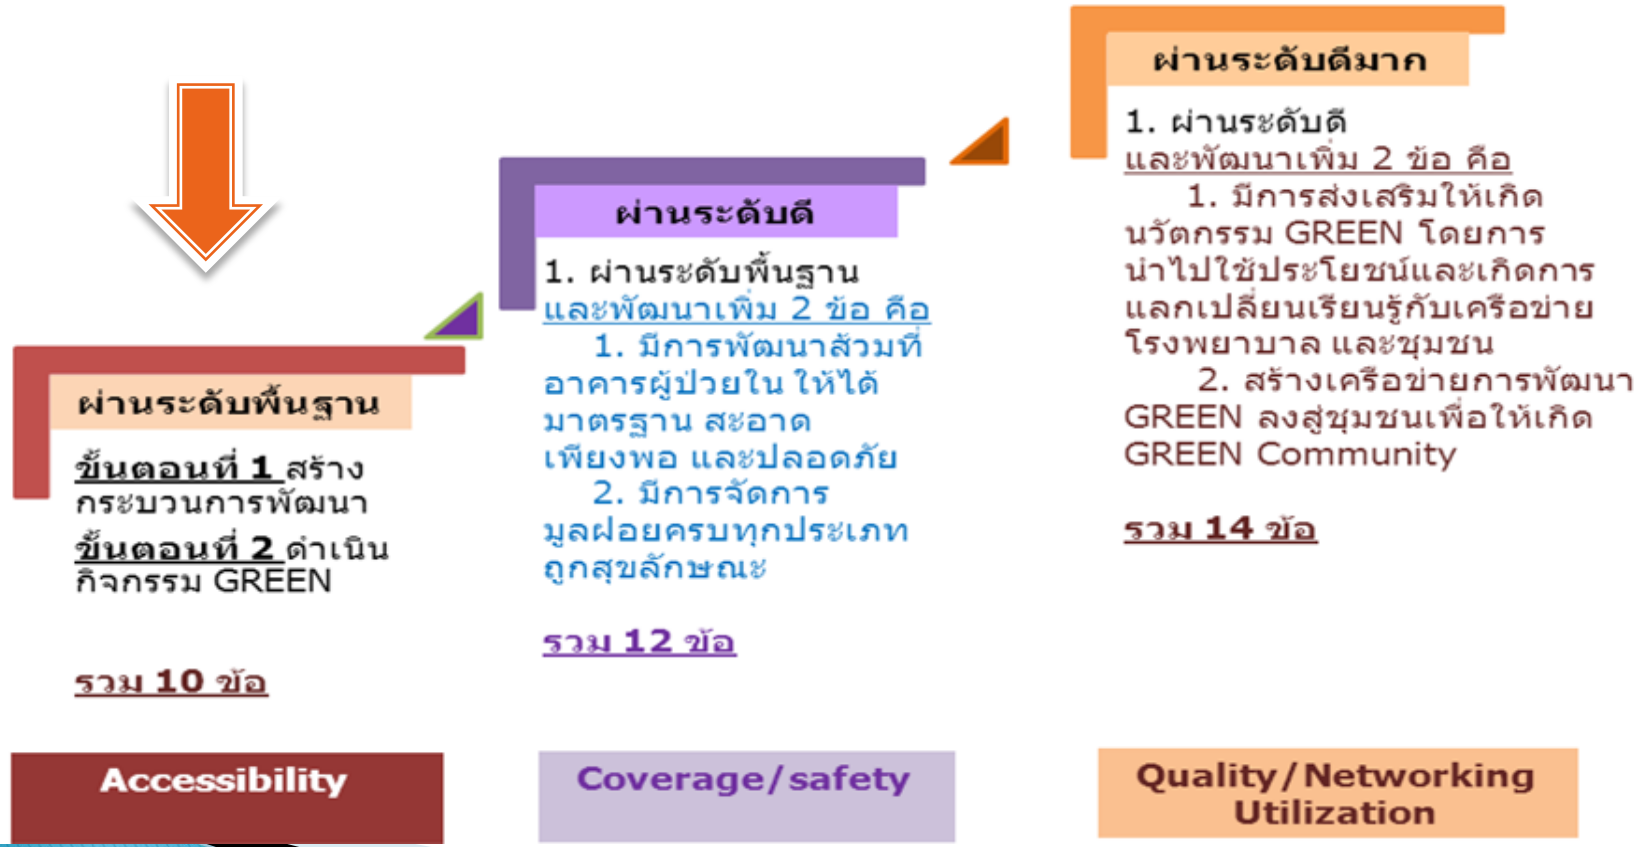 ผ่านระดับพื้นฐาน
ขั้นตอนที่ 1 สร้าง
กระบวนการพัฒนา
ขั้นตอนที่ 2 ดำเนิน
กิจกรรม GREEN
รวม 10 ข้อ
Accessibility
ผ่านระดับดี
1. ผ่านระดับพื้นฐาน
และพัฒนาเพิ่ม 2 ข้อ คือ
1. มีการพัฒนาส้วมที่
อาคารผู้ป่วยใน ให้ได้
มาตรฐาน สะอาด
เพียงพอ และปลอดภัย
2. มีการจัดการ
มูลฝอยครบทุกประเภท
ถูกสุขลักษณะ
รวม 12 ข้อ
Coverage/safety
ผ่านระดับดีมาก
1. ผ่านระดับดี
และพัฒนาเพิ่ม 2 ข้อ คือ
1. มีการส่งเสริมให้เกิด
นวัตกรรม GREEN โดยการ
นำไปใช้ประโยชน์และเกิดการ
แลกเปลี่ยนเรียนรู้กับเครือข่าย
โรงพยาบาล และชุมชน
2. สร้างเครือข่ายการพัฒนา
GREEN ลงสู่ชุมชนเพื่อให้เกิด
GREEN Community
รวม 14 ข้อ
Quality/Networking
Utilization